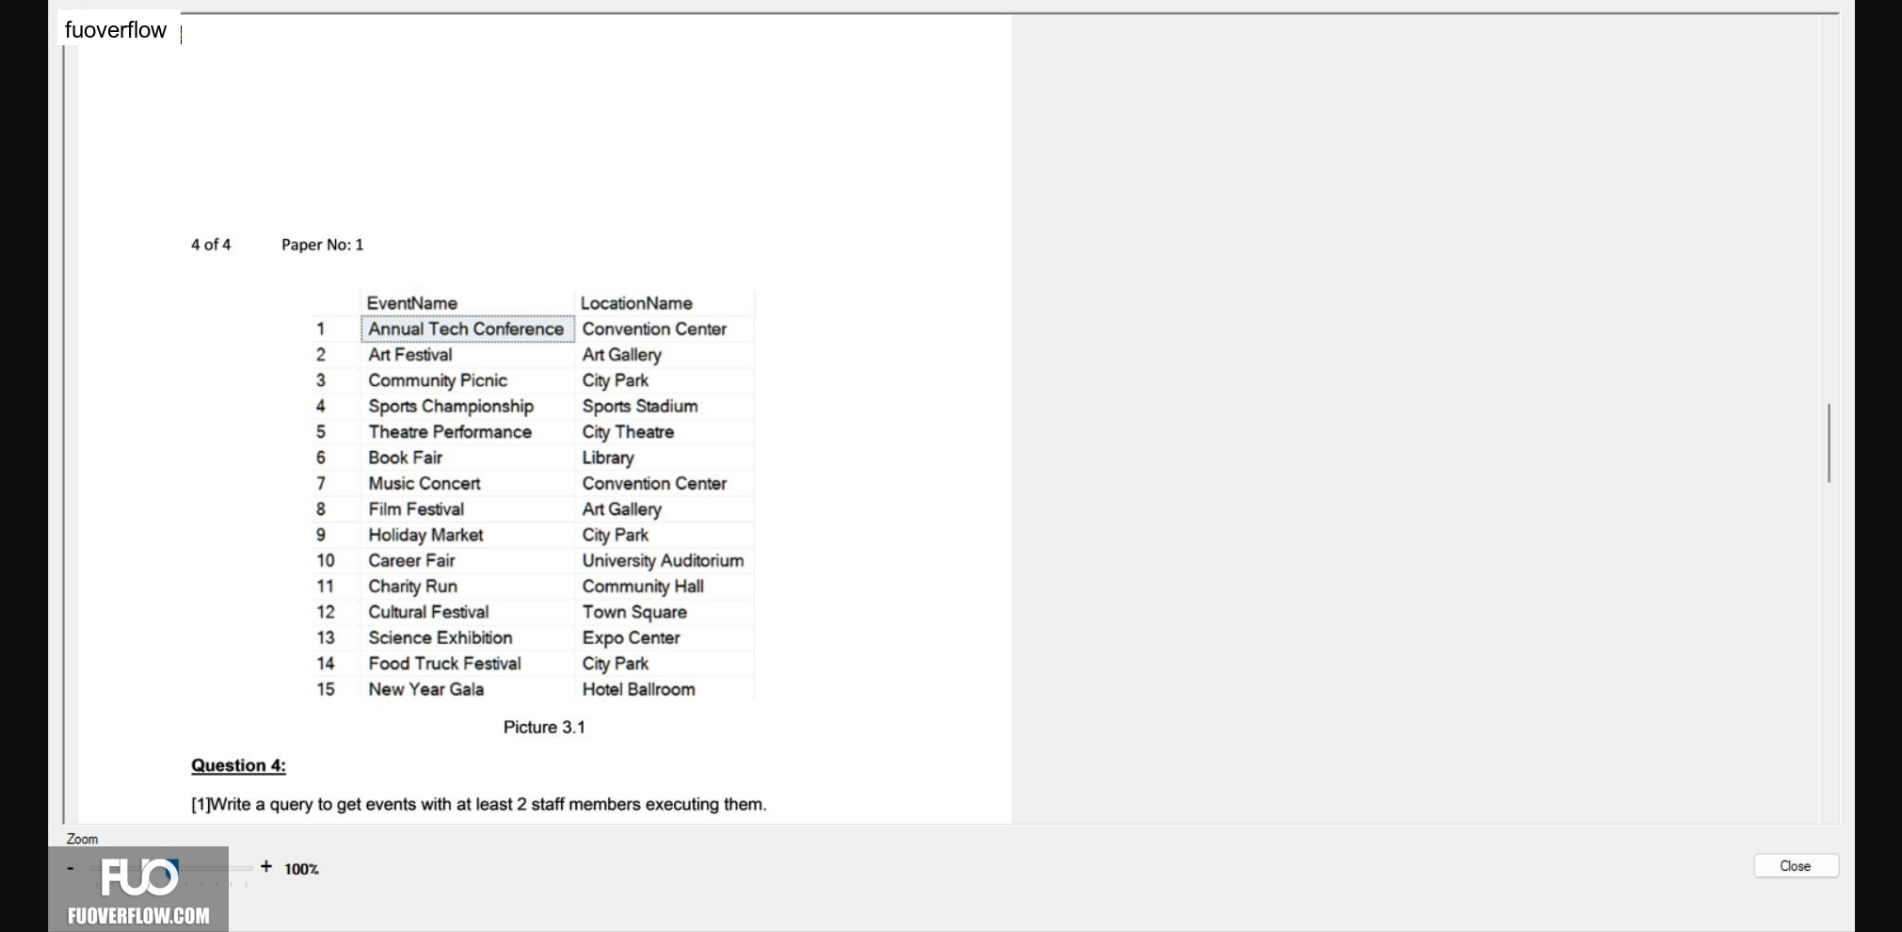 fuoverflow
4 of 4 Paper No: 1
EventName LocationName
1 Annual Tech Conference Convention Center
2 Art Festival Art Gallery
3 Community Picnic City Park
4 Sports Championship Sports Stadium
5 Theatre Performance City Theatre
6 Book Fair Library
7 Music Concert Convention Center
8 Film Festival Art Gallery
9 Holiday Market City Park
10 Career Fair University Auditorium
11 Charity Run Community Hall
12 Cultural Festival Town Square
13 Science Exhibition Expo Center
14 Food Truck Festival City Park
15 New Year Gala Hotel Ballroom
Picture 3.1
Question 4:
[1]Write a query to get events with at least 2 staff members executing them.
Zoom
- + 100%
Close
FUO
FUOVERFLOW.COM